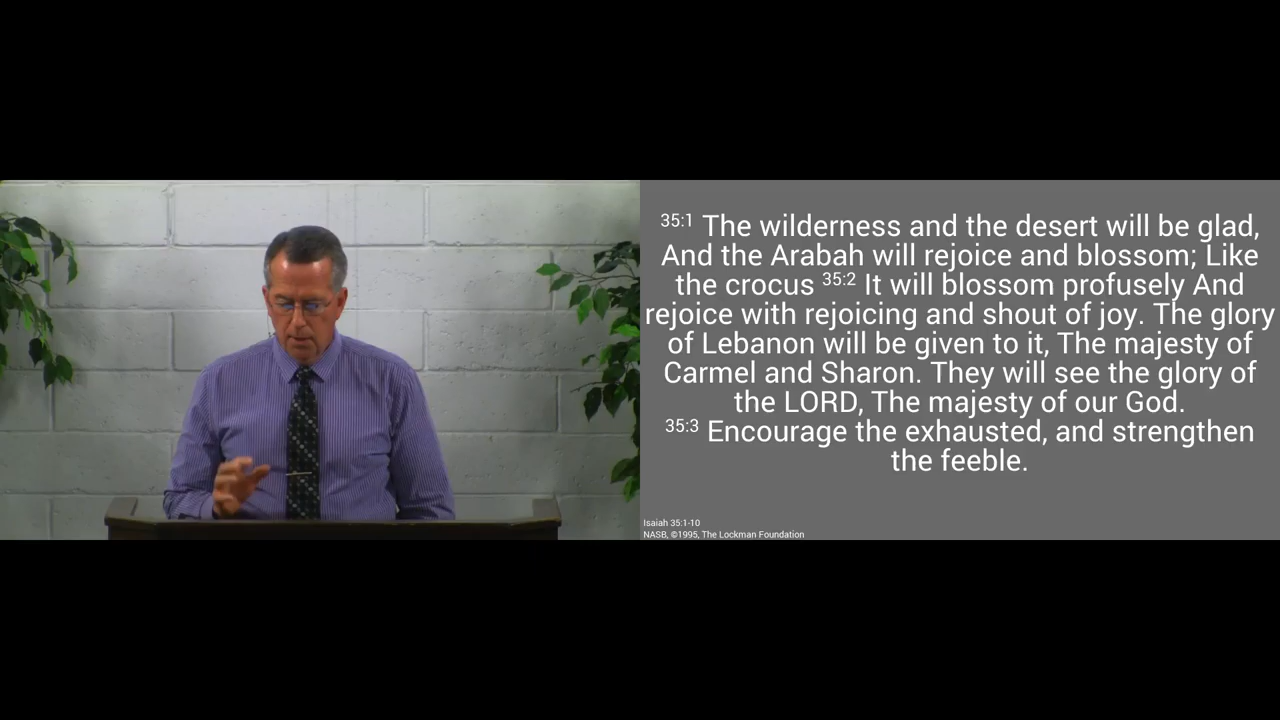 35:1 The wilderness and the desert will be glad,
And the Arabah will rejoice and blossom; Like
the crocus 35:2 It will blossom profusely And
rejoice with rejoicing and shout of joy. The glory
of Lebanon will be given to it, The majesty of
Carmel and Sharon. They will see the glory of
the LORD, The majesty of our God.
35:3 Encourage the exhausted, and strengthen
the feeble.
Isaiah 35:1-10
NASB, ©1995, The Lockman Foundation